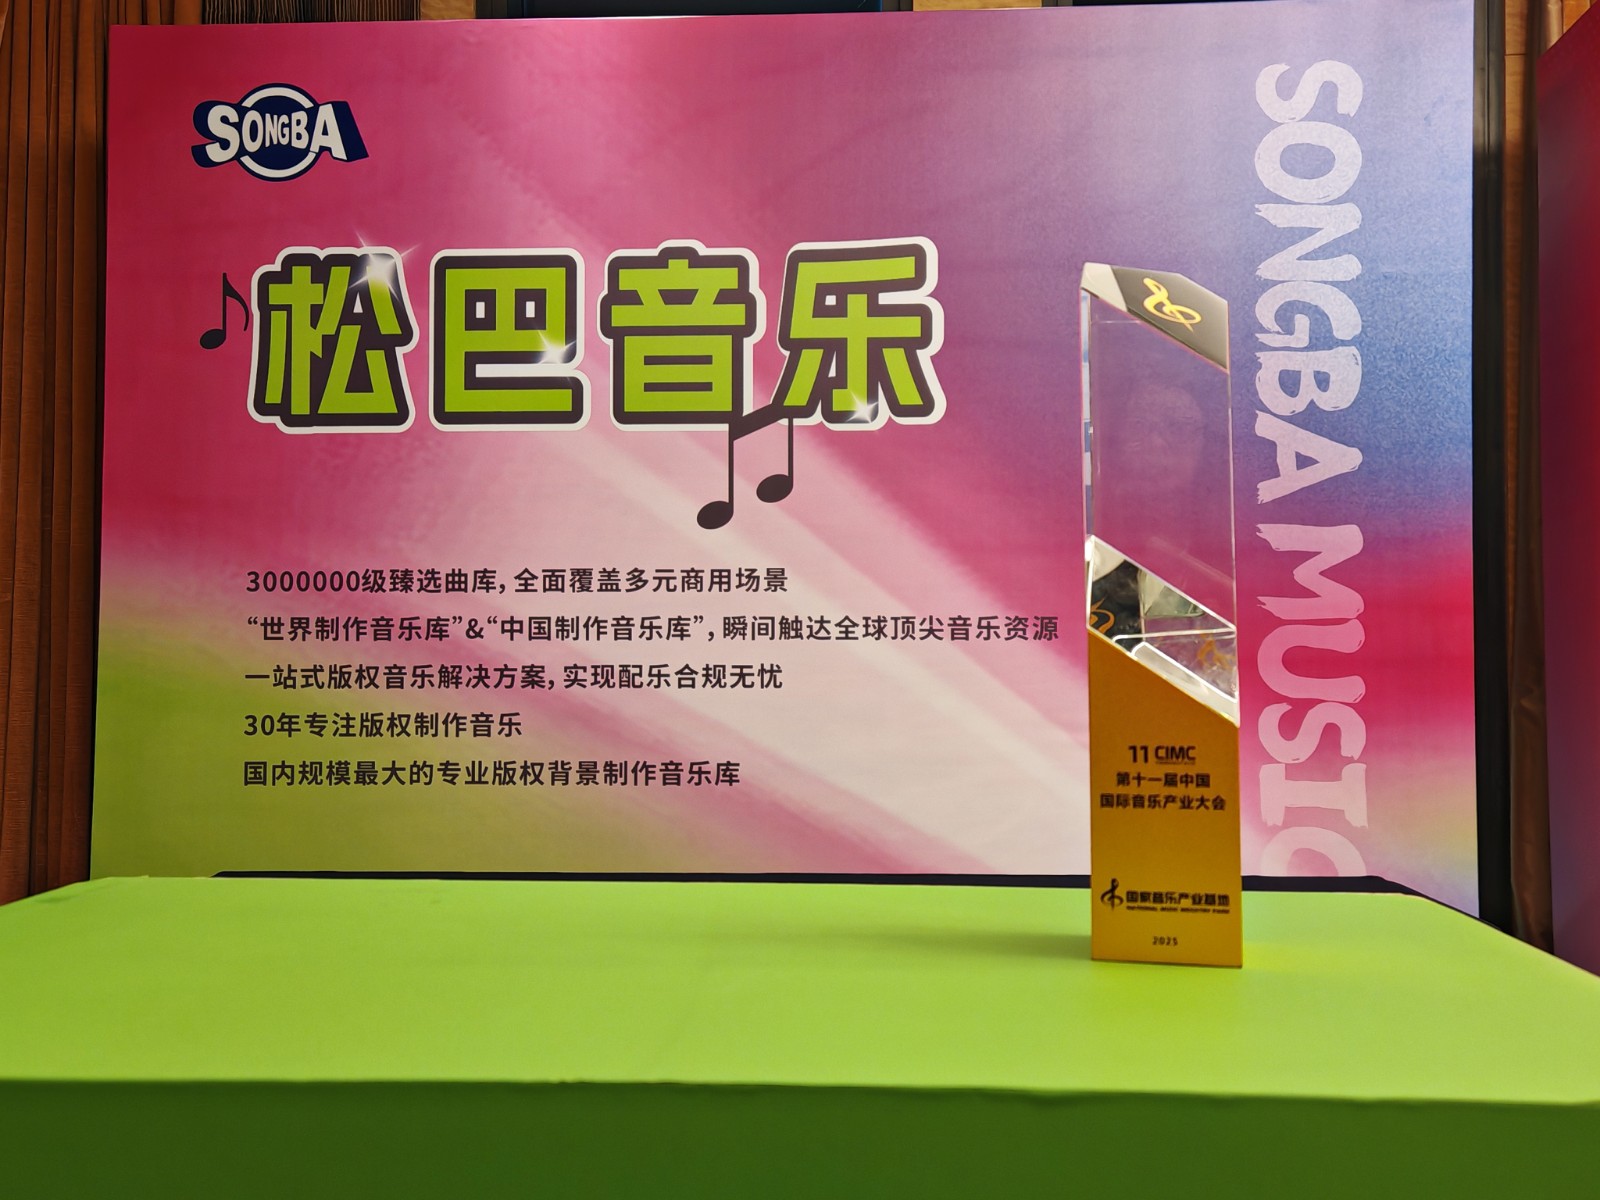 SONGBA
松巴音乐
3000000级臻选曲库,全面覆盖多元商用场景
“世界制作音乐库”&“中国制作音乐库”,瞬间触达全球顶尖音乐资源
一站式版权音乐解决方案,实现配乐合规无忧
30年专注版权制作音乐
国内规模最大的专业版权背景制作音乐库
SONGBA MUSIC
11 CIMC
第十一届中国
国际音乐产业大会
国家音乐产业基地
NATIONAL MUSIC INDUSTRY PARK
2025